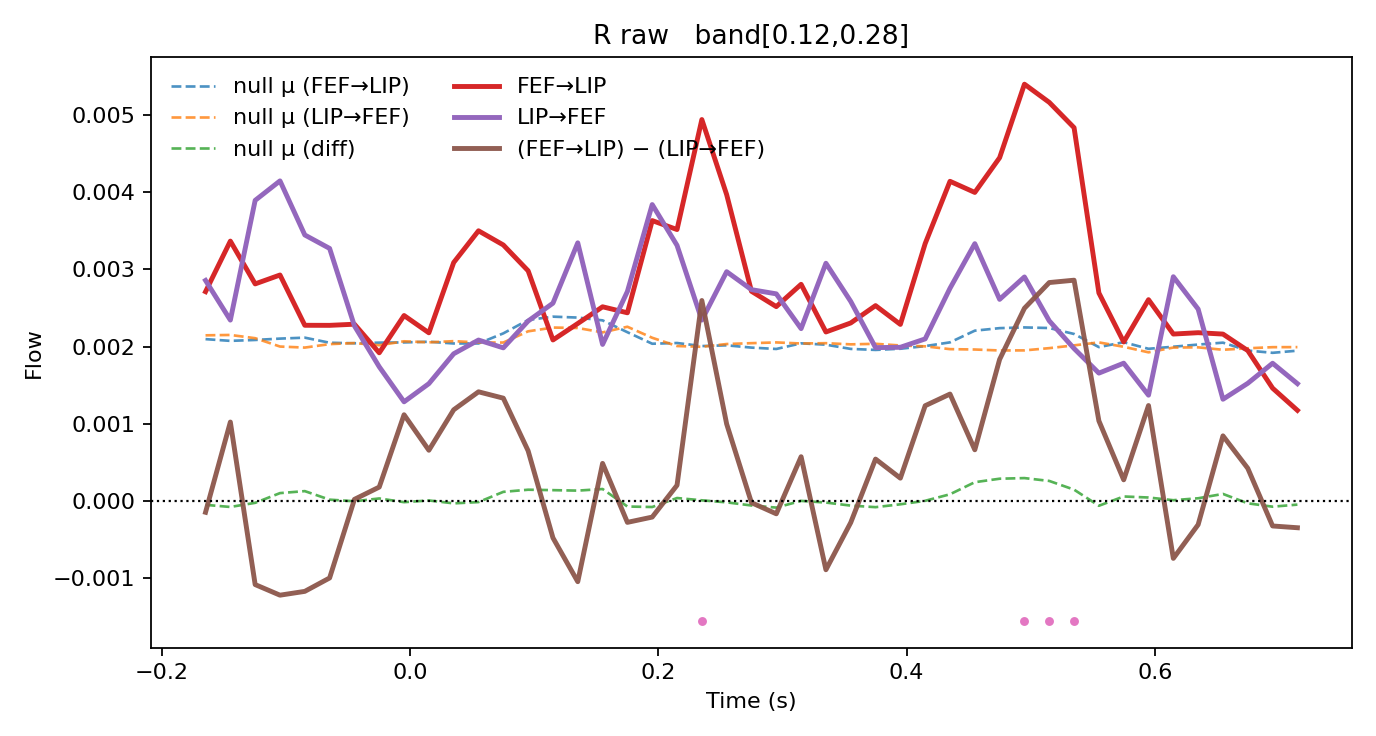 R raw   band[0.12,0.28]
null μ (FEF→LIP)
null μ (LIP→FEF)
null μ (diff)
FEF→LIP
LIP→FEF
(FEF→LIP) − (LIP→FEF)
Flow
0.005
0.004
0.003
0.002
0.001
0.000
−0.001
−0.2
0.0
0.2
0.4
0.6
Time (s)